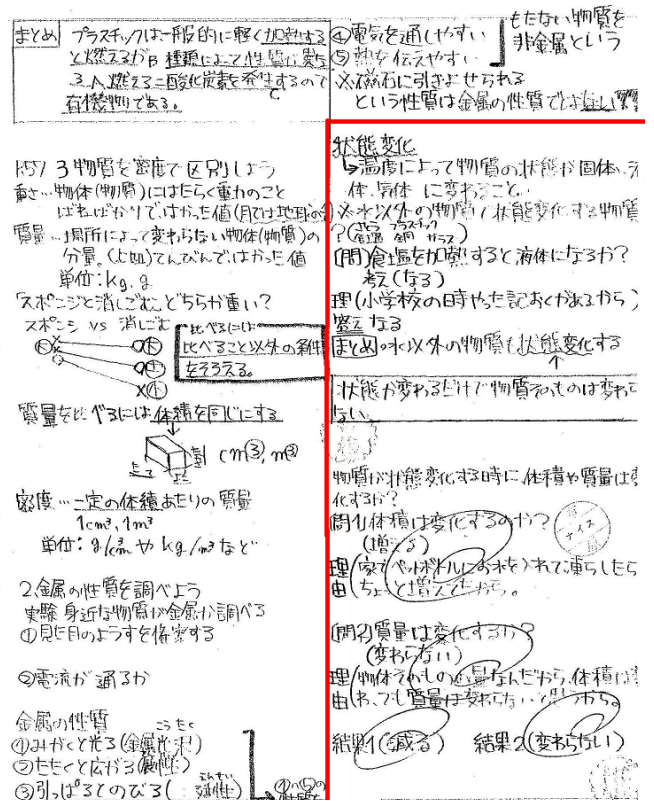 まとめ プラスチックは一般的に軽く加熱する
と燃えるが種類によって性質が異な
る。燃えると二酸化炭素を発生するので
有機物である。
3 物質を密度で区別しよう
重さ…物体(物質)にはたらく重力のこと
ばねばかりではかった値(月では地球の
質量…場所によって変わらない物体(物質)の
分量。(上皿)てんびんではかった値
単位:kg、g
「スポンジと消しごむ」どちらが重い?
スポンジ VS 消しごむ
大 大
小
小
比べるには
比べること以外の条件
をそろえる。
質量を比べるには体積を同じにする
cm³, m³
密度…一定の体積あたりの質量
1cm³, 1m³
単位:g/cm³ や kg/m³ など
2.金属の性質を調べよう
実験 身近な物質が金属か調べる
①見た目のようすを観察する
②電流が通るか
金属の性質
こうたく
①みがくと光る(金属光沢)
②たたくと広がる(展性)
③引っぱるとのびる(延性)
④電気を通しやすい
⑤熱を伝えやすい
もたない物質を
非金属という
※磁石に引きよせられる
という性質は金属の性質ではない
状態変化
↳温度によって物質の状態が固体、液
体、気体 に変わること。
※水以外の物質も状態変化する物質
?( プラスチック
銅 ガラス)
(問)食塩を加熱すると液体になるか?
考え(なる)
理(小学校の時やった記おくがあるから)
答え なる
まとめ 水以外の物質も状態変化する
↑
状態が変わるだけで物質そのものは変わら
ない。
物質が状態変化する時に、体積や質量は変
化するか?
問1)体積は変化するのか?
(増える)
理(家でペットボトルにお水を入れて凍らしたら
由(ちょっと増えてたから。
ナイス
(問2)質量は変化するか?
(変わらない)
理(物体そのものの量なんだから、体積は変
由(わっても質量は変わらないと思うから。
結果1(減る) 結果2(変わらない)